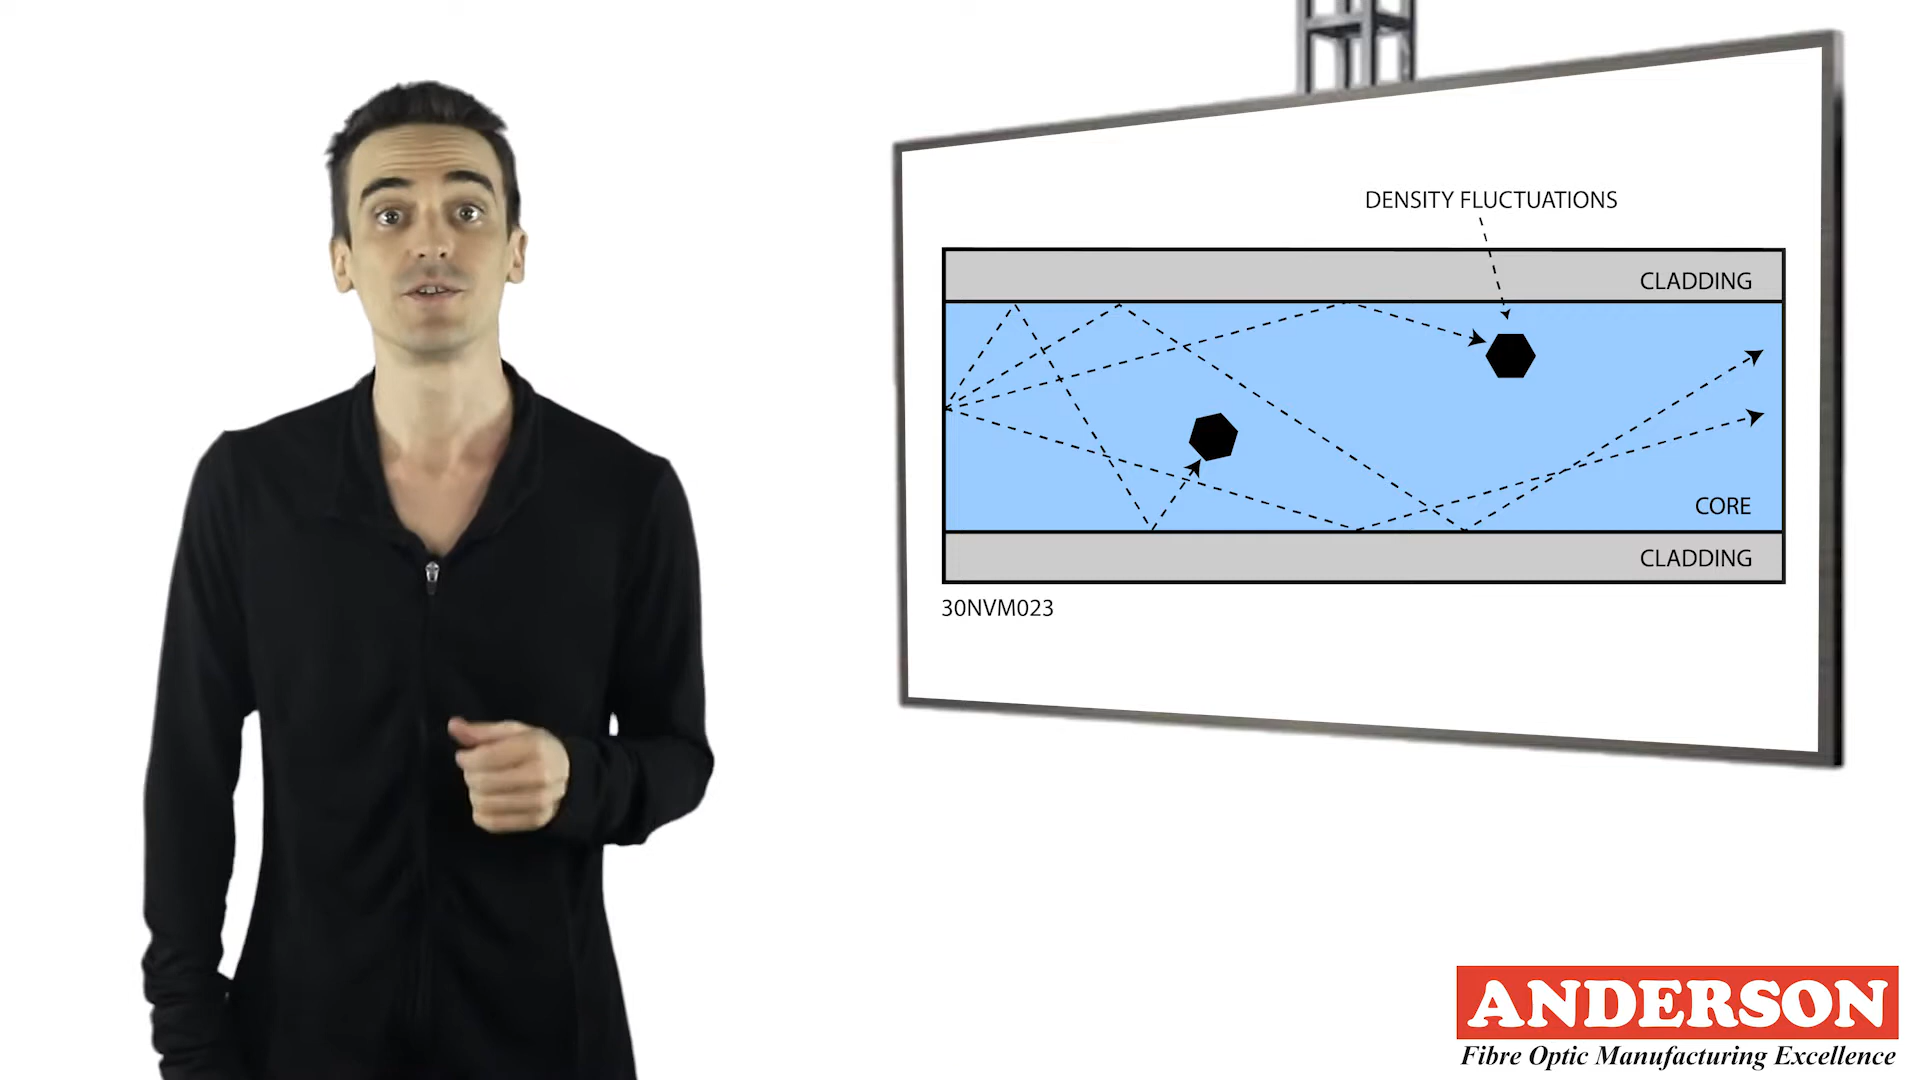 DENSITY FLUCTUATIONS
CLADDING
CORE
CLADDING
30NVM023
ANDERSON
Fibre Optic Manufacturing Excellence